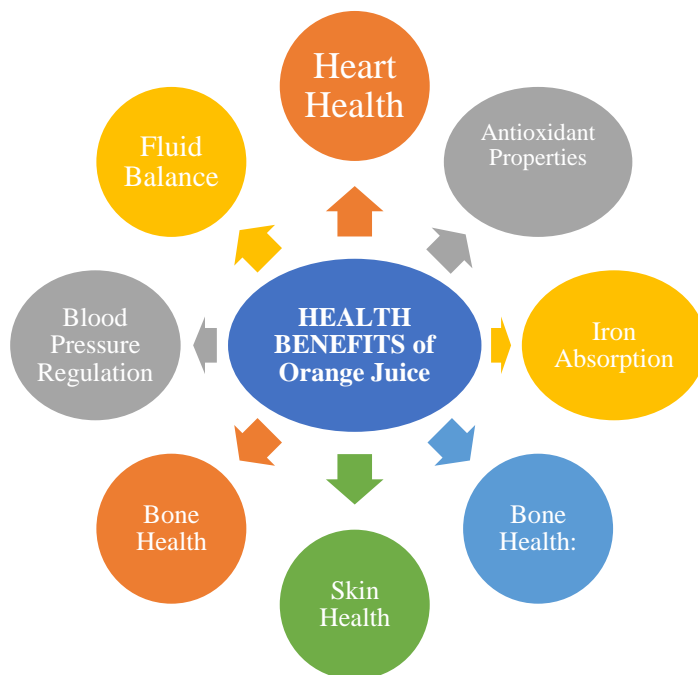 Heart
Health
Antioxidant
Properties
Fluid
Balance
HEALTH
BENEFITS of
Orange Juice
Blood
Pressure
Regulation
Iron
Absorption
Bone
Health
Bone
Health:
Skin
Health